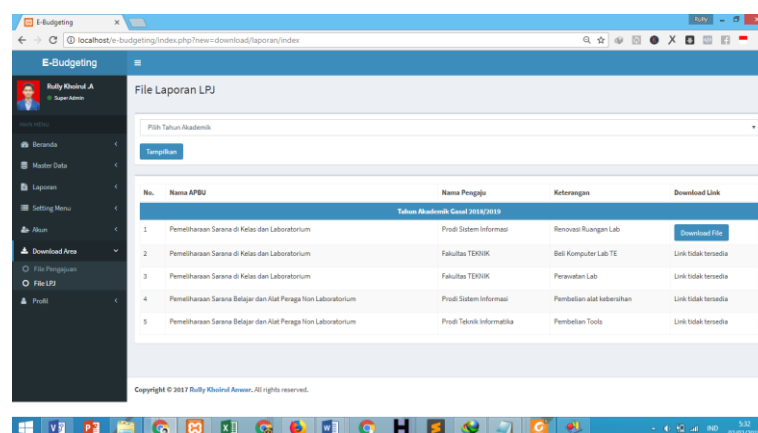 E-Budgeting
Rully
localhost/e-budgeting/index.php?new=download/laporan/index
E-Budgeting
Rully Khoirul .A
Super Admin
MAIN MENU
Beranda
Master Data
Laporan
Setting Menu
Akun
Download Area
File Pengajuan
File LPJ
Profil
File Laporan LPJ
Pilih Tahun Akademik
Tampilkan
No. Nama APBU Nama Pengaju Keterangan Download Link
Tahun Akademik Gasal 2018/2019
1 Pemeliharaan Sarana di Kelas dan Laboratorium Prodi Sistem Informasi Renovasi Ruangan Lab Download File
2 Pemeliharaan Sarana di Kelas dan Laboratorium Fakultas TEKNIK Beli Komputer Lab TE Link tidak tersedia
3 Pemeliharaan Sarana di Kelas dan Laboratorium Fakultas TEKNIK Perawatan Lab Link tidak tersedia
4 Pemeliharaan Sarana Belajar dan Alat Peraga Non Laboratorium Prodi Sistem Informasi Pembelian alat kebersihan Link tidak tersedia
5 Pemeliharaan Sarana Belajar dan Alat Peraga Non Laboratorium Prodi Teknik Informatika Pembelian Tools Link tidak tersedia
Copyright © 2017 Rully Khoirul Anwar. All rights reserved.
IND
5:32